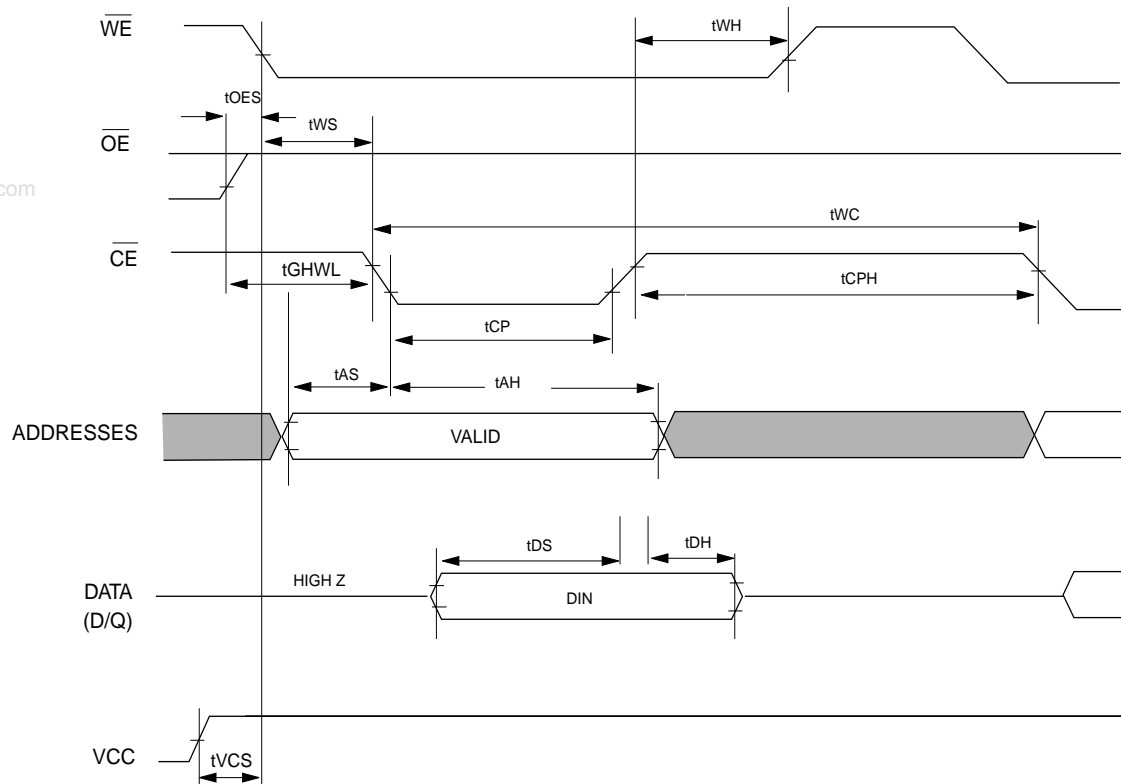 WE
tWH
tOES
tWS
OE
com
tWC
CE
tGHWL
tCPH
tCP
tAS
tAH
ADDRESSES
VALID
tDS
tDH
HIGH Z
DATA
(D/Q)
DIN
VCC
tVCS